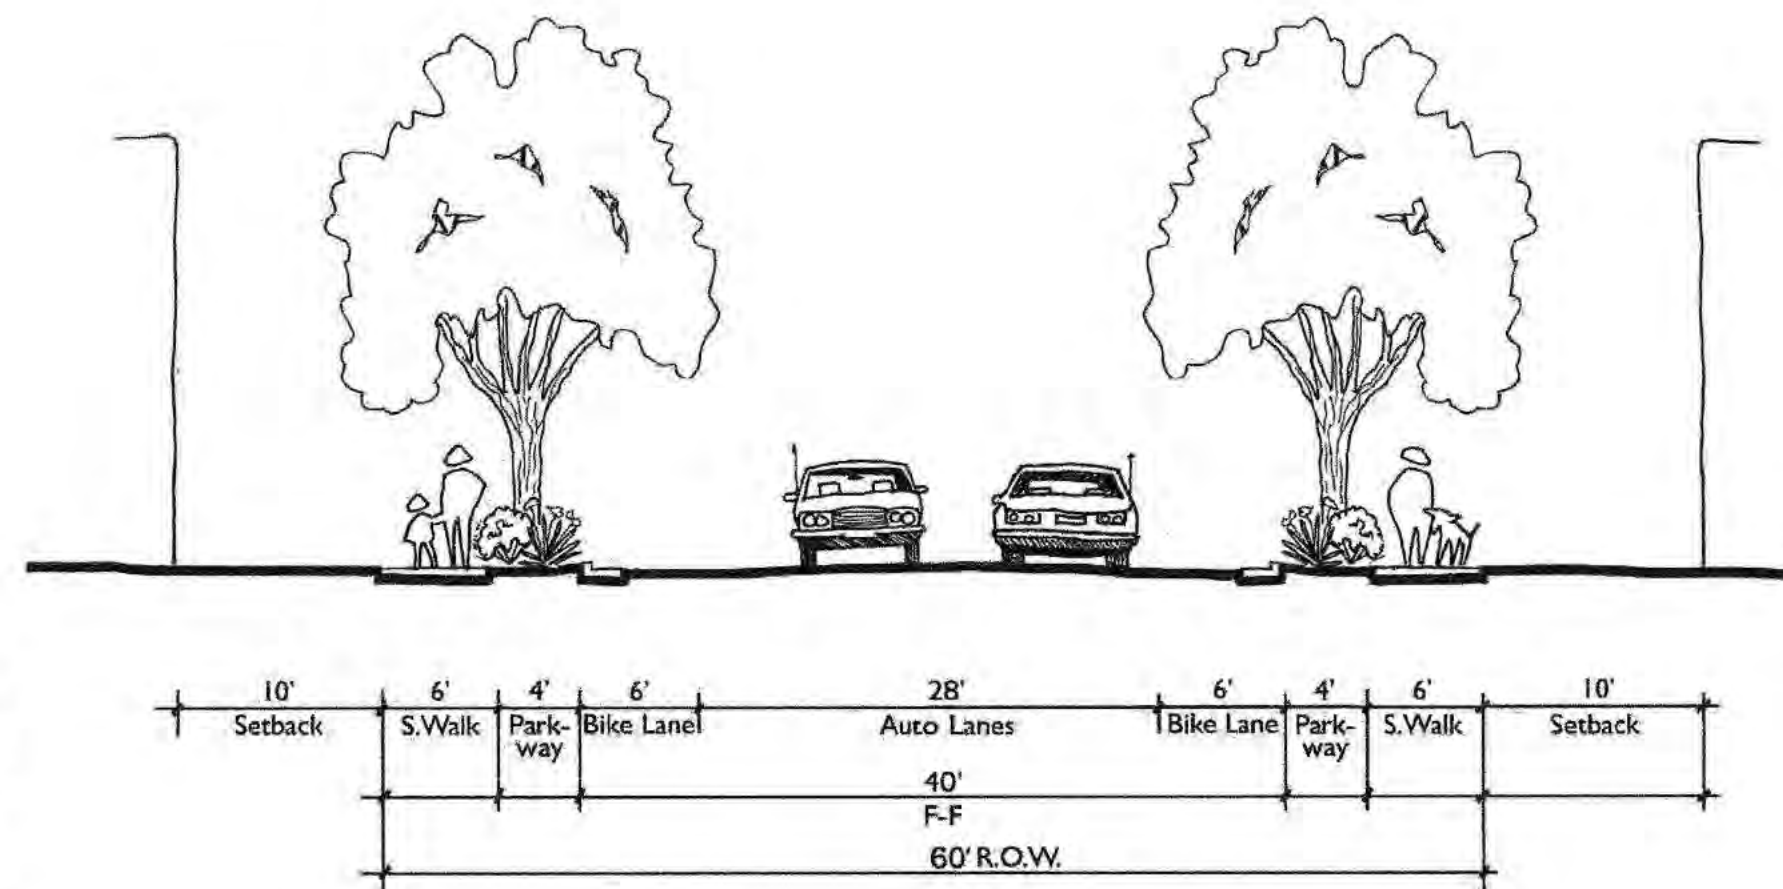 10' 6' 4' 6' 28' 6' 4' 6' 10'
Setback S.Walk Park-way Bike Lane Auto Lanes Bike Lane Park-way S.Walk Setback
40'
F-F
60' R.O.W.